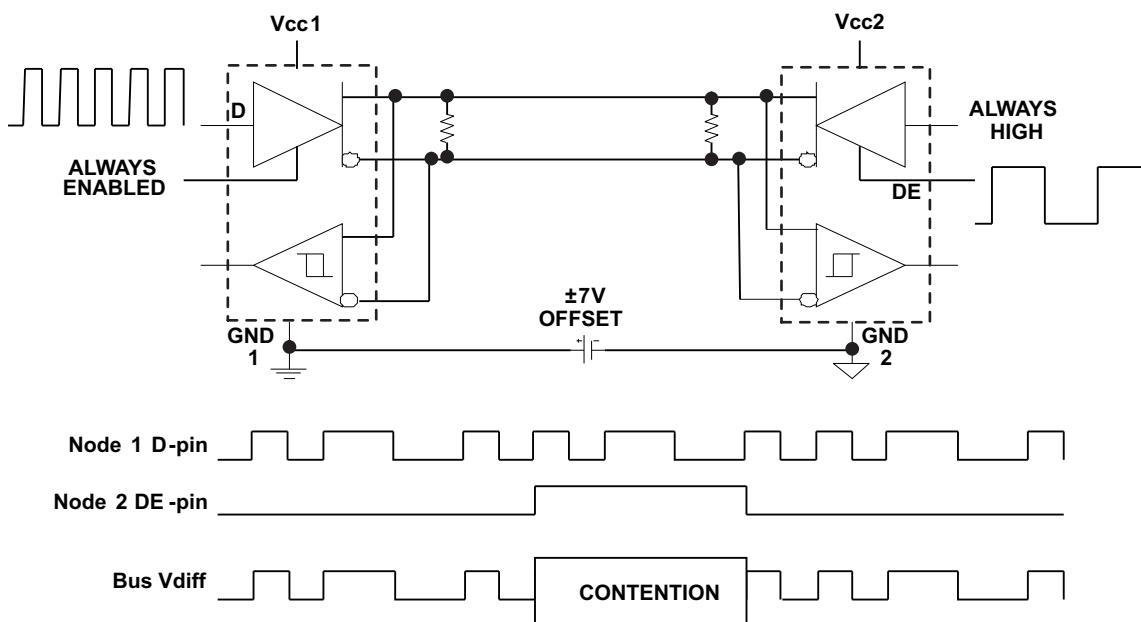 Vcc1
Vcc2
D
ALWAYS
ENABLED
ALWAYS
HIGH
DE
±7V
OFFSET
+ -
GND
1
GND
2
Node 1 D-pin
Node 2 DE-pin
Bus Vdiff
CONTENTION